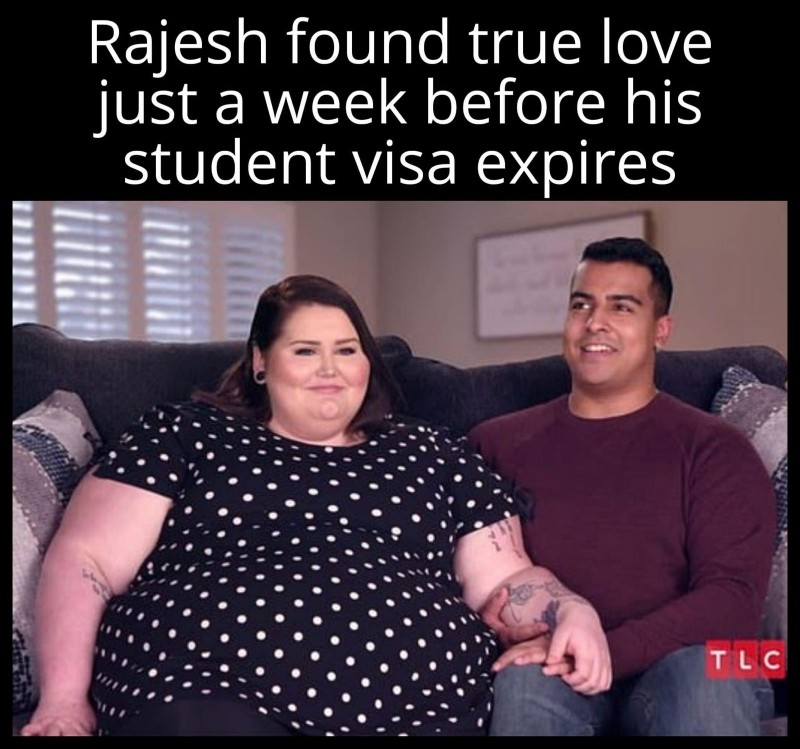 Rajesh found true love
just a week before his
student visa expires
TLC